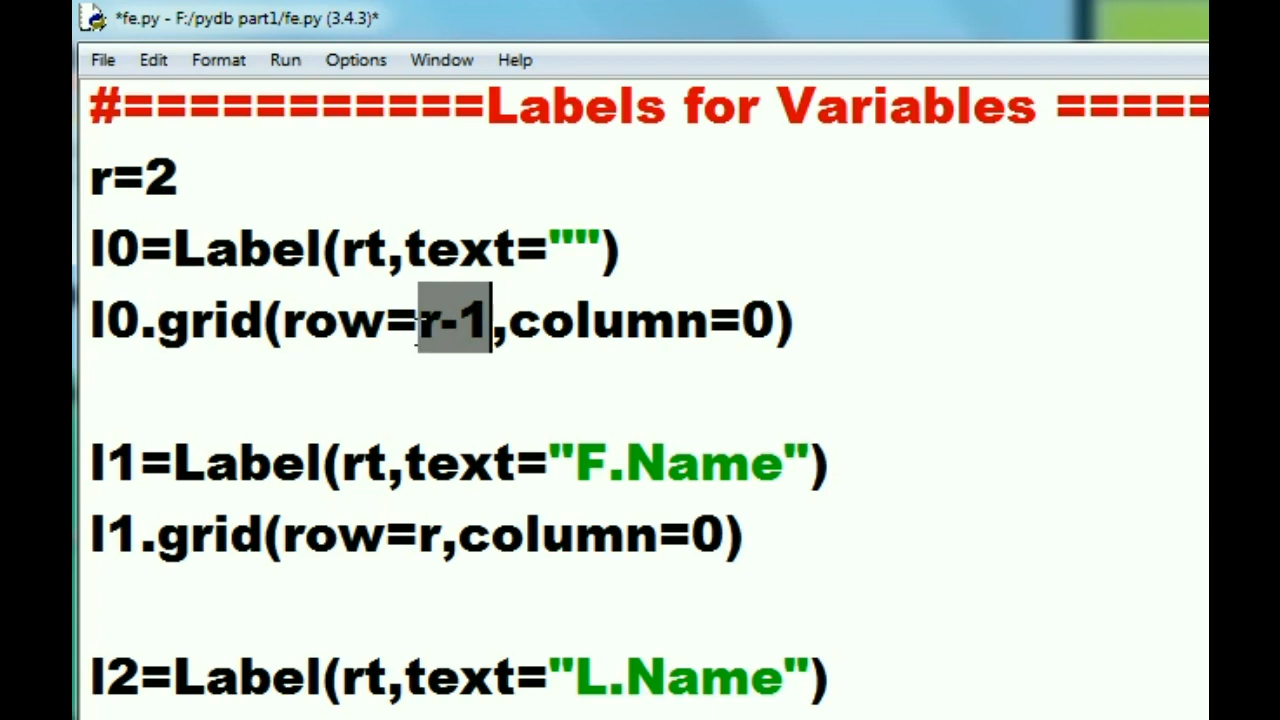 *fe.py - F:/pydb part1/fe.py (3.4.3)*
File Edit Format Run Options Window Help
#===========Labels for Variables =====
r=2
l0=Label(rt,text="")
l0.grid(row=r-1,column=0)
l1=Label(rt,text="F.Name")
l1.grid(row=r,column=0)
l2=Label(rt,text="L.Name")